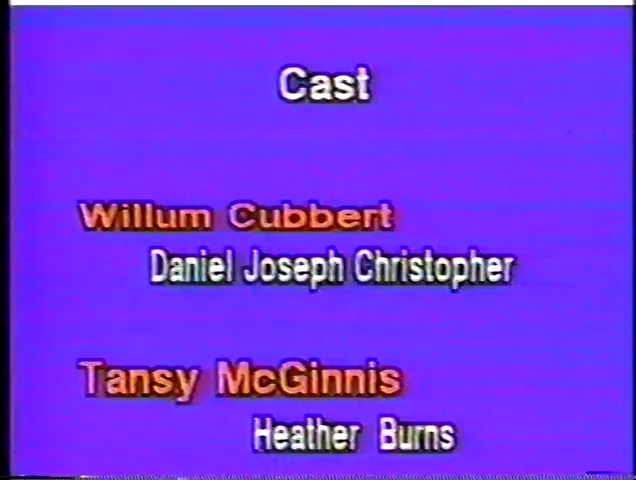 Cast
Willum Cubbert
Daniel Joseph Christopher
Tansy McGinnis
Heather Burns